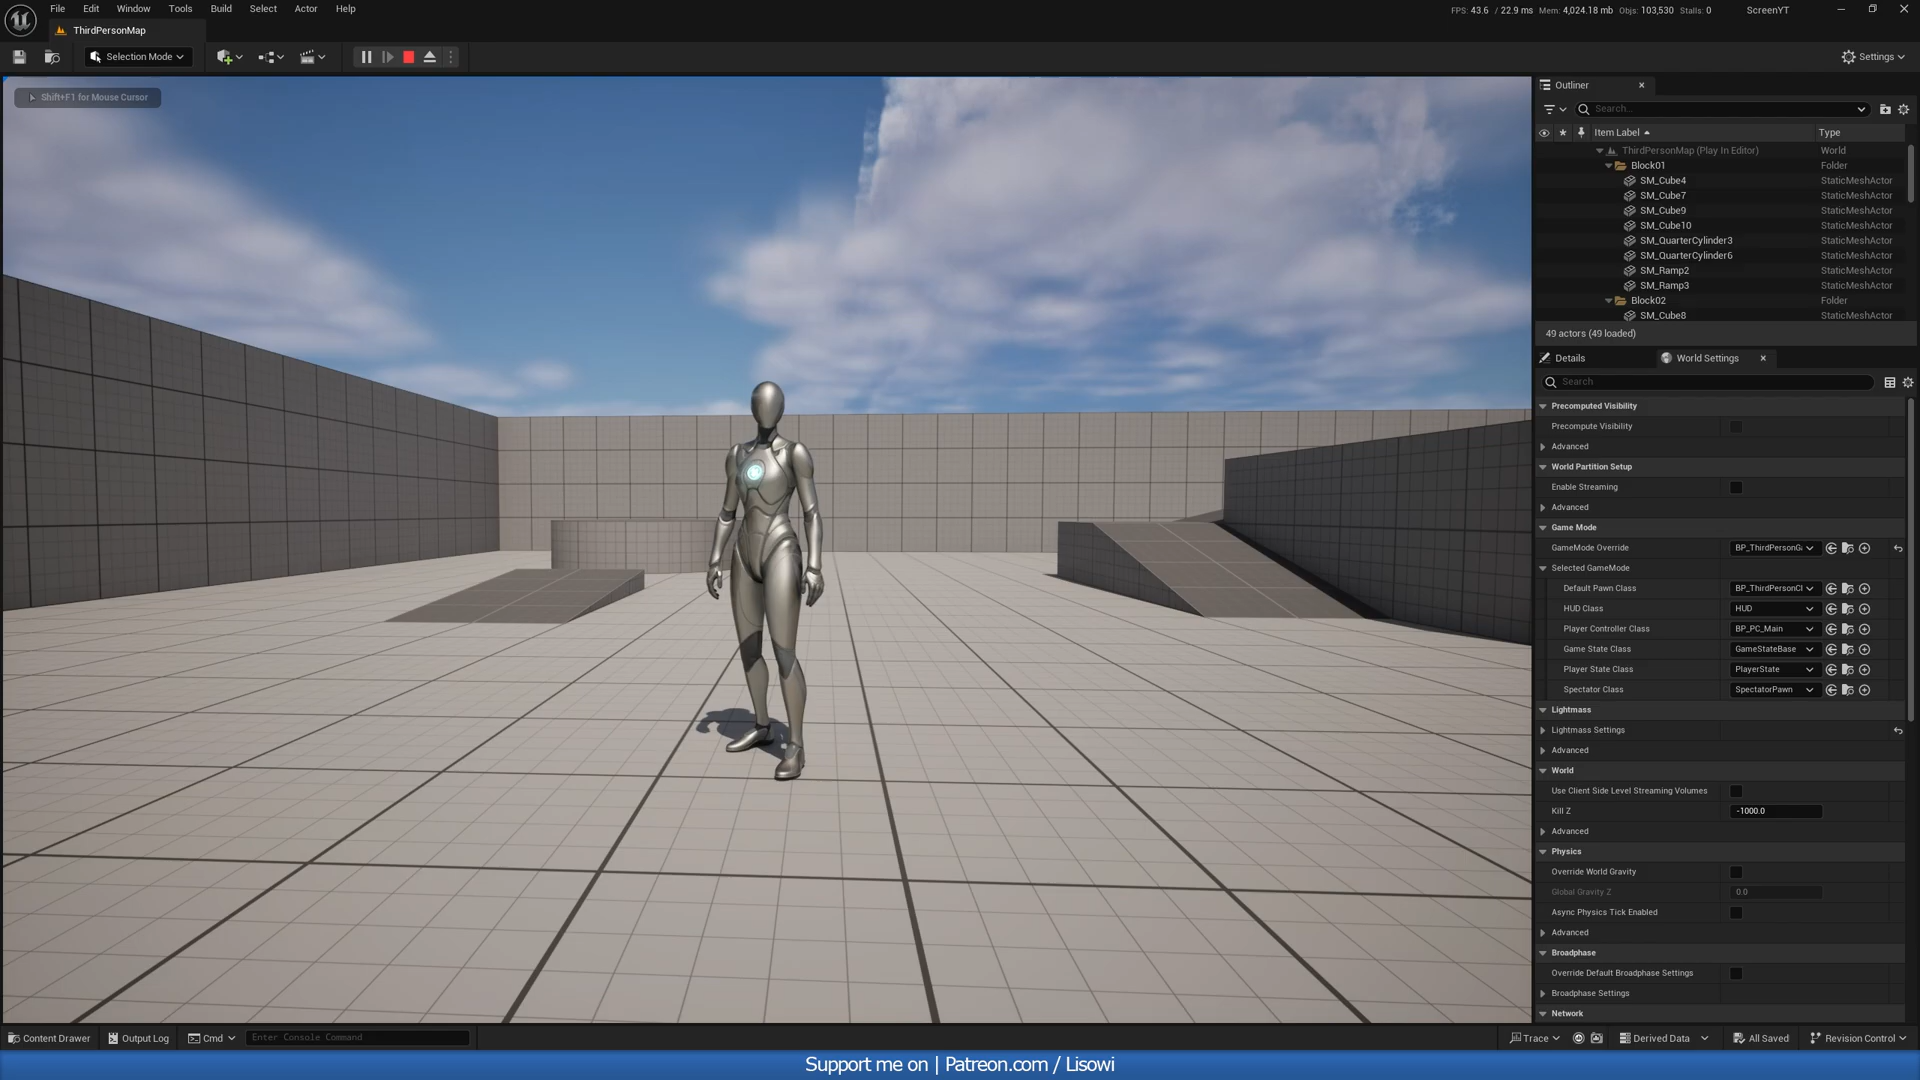 File Edit Window Tools Build Select Actor Help
FPS: 43.6 / 22.9 ms Mem: 4,024.18 mb Objs: 103,530 Stalls: 0 ScreenYT
ThirdPersonMap
Selection Mode
Settings
Shift+F1 for Mouse Cursor
Outliner
Search...
Item Label Type
ThirdPersonMap (Play In Editor) World
Block01 Folder
SM_Cube4 StaticMeshActor
SM_Cube7 StaticMeshActor
SM_Cube9 StaticMeshActor
SM_Cube10 StaticMeshActor
SM_QuarterCylinder3 StaticMeshActor
SM_QuarterCylinder6 StaticMeshActor
SM_Ramp2 StaticMeshActor
SM_Ramp3 StaticMeshActor
Block02 Folder
SM_Cube8 StaticMeshActor
49 actors (49 loaded)
Details World Settings
Search
Precomputed Visibility
Precompute Visibility
Advanced
World Partition Setup
Enable Streaming
Advanced
Game Mode
GameMode Override BP_ThirdPersonGa
Selected GameMode
Default Pawn Class BP_ThirdPersonCl
HUD Class HUD
Player Controller Class BP_PC_Main
Game State Class GameStateBase
Player State Class PlayerState
Spectator Class SpectatorPawn
Lightmass
Lightmass Settings
Advanced
World
Use Client Side Level Streaming Volumes
Kill Z -1000.0
Advanced
Physics
Override World Gravity
Global Gravity Z 0.0
Async Physics Tick Enabled
Advanced
Broadphase
Override Default Broadphase Settings
Broadphase Settings
Network
Content Drawer Output Log Cmd Enter Console Command
Trace Derived Data All Saved Revision Control
Support me on | Patreon.com / Lisowi